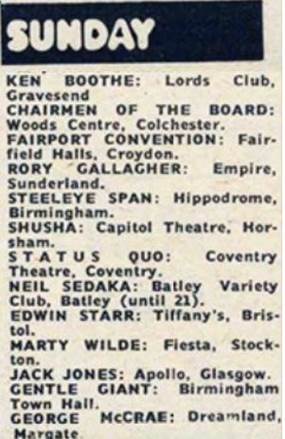 SUNDAY
KEN BOOTHE: Lords Club,
Gravesend
CHAIRMEN OF THE BOARD:
Woods Centre, Colchester.
FAIRPORT CONVENTION: Fair-
field Halls, Croydon.
RORY GALLAGHER: Empire,
Sunderland.
STEELEYE SPAN: Hippodrome,
Birmingham.
SHUSHA: Capitol Theatre, Hor-
sham.
STATUS QUO: Coventry
Theatre, Coventry.
NEIL SEDAKA: Batley Variety
Club, Batley (until 21).
EDWIN STARR: Tiffany's, Bris-
tol.
MARTY WILDE: Fiesta, Stock-
ton.
JACK JONES: Apollo, Glasgow.
GENTLE GIANT: Birmingham
Town Hall.
GEORGE McCRAE: Dreamland,
Margate